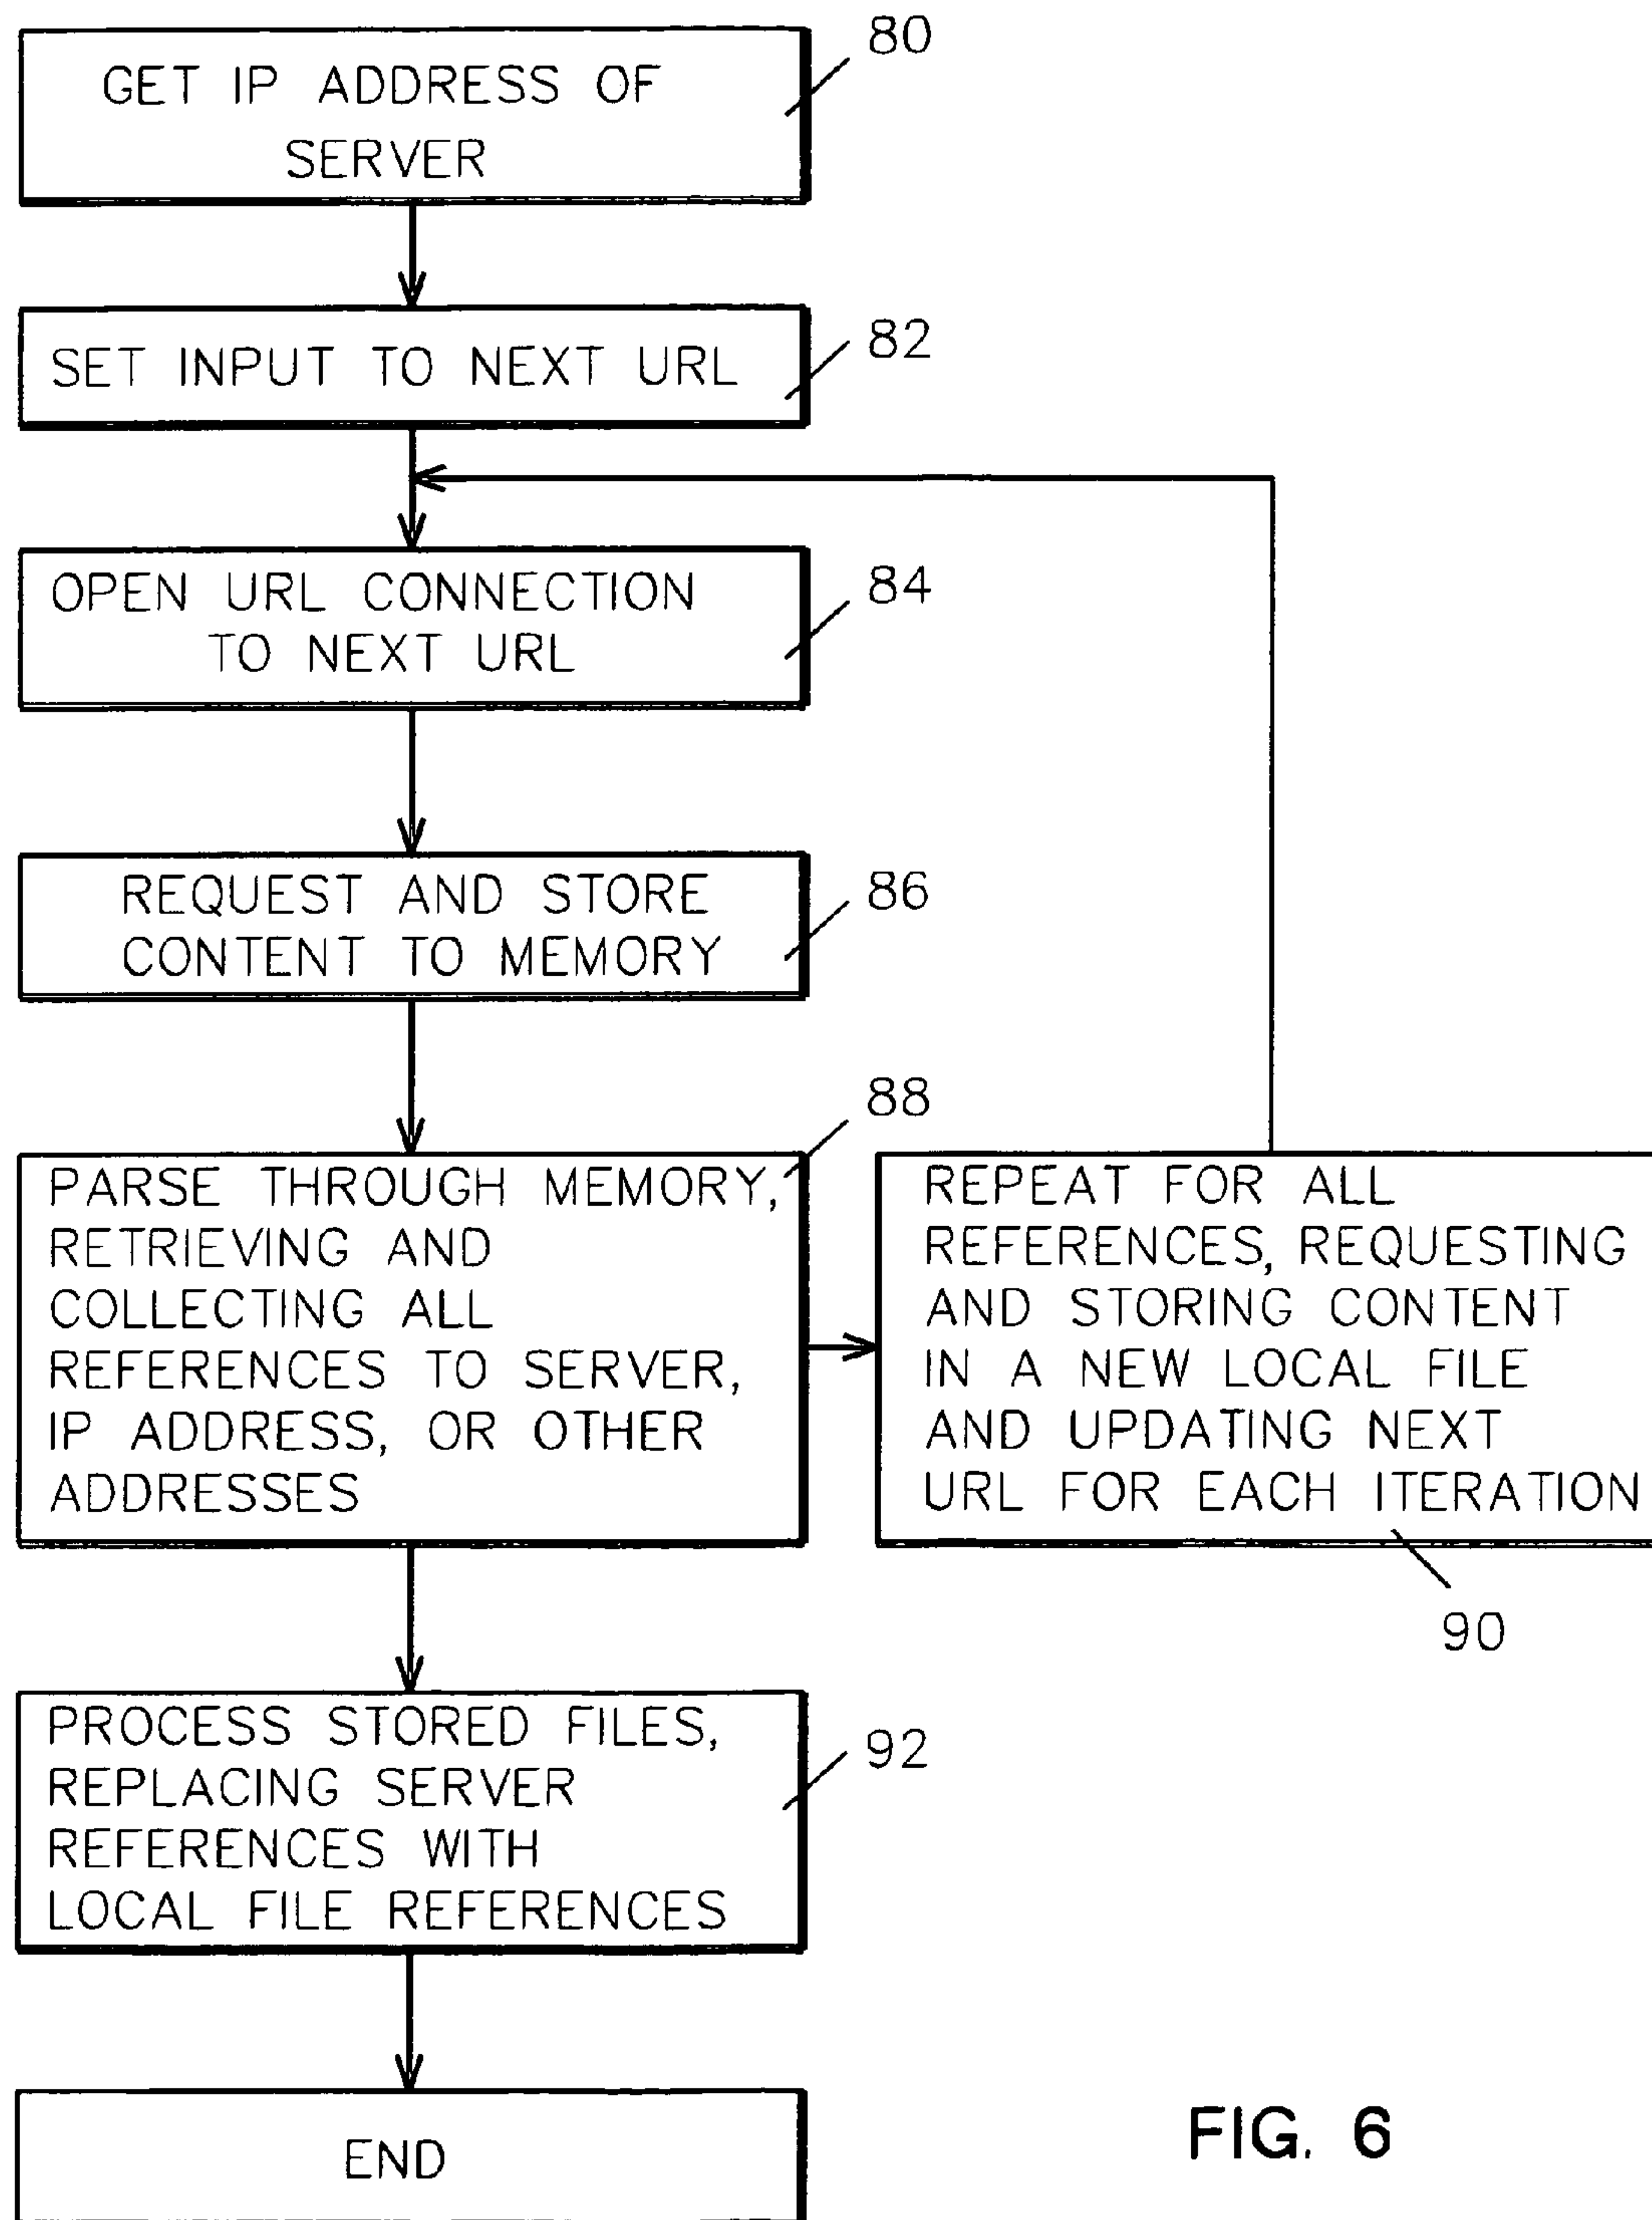 GET IP ADDRESS OF
SERVER
80
SET INPUT TO NEXT URL
82
OPEN URL CONNECTION
TO NEXT URL
84
REQUEST AND STORE
CONTENT TO MEMORY
86
88
PARSE THROUGH MEMORY,
RETRIEVING AND
COLLECTING ALL
REFERENCES TO SERVER,
IP ADDRESS, OR OTHER
ADDRESSES
REPEAT FOR ALL
REFERENCES, REQUESTING
AND STORING CONTENT
IN A NEW LOCAL FILE
AND UPDATING NEXT
URL FOR EACH ITERATION
90
PROCESS STORED FILES,
REPLACING SERVER
REFERENCES WITH
LOCAL FILE REFERENCES
92
END
FIG. 6